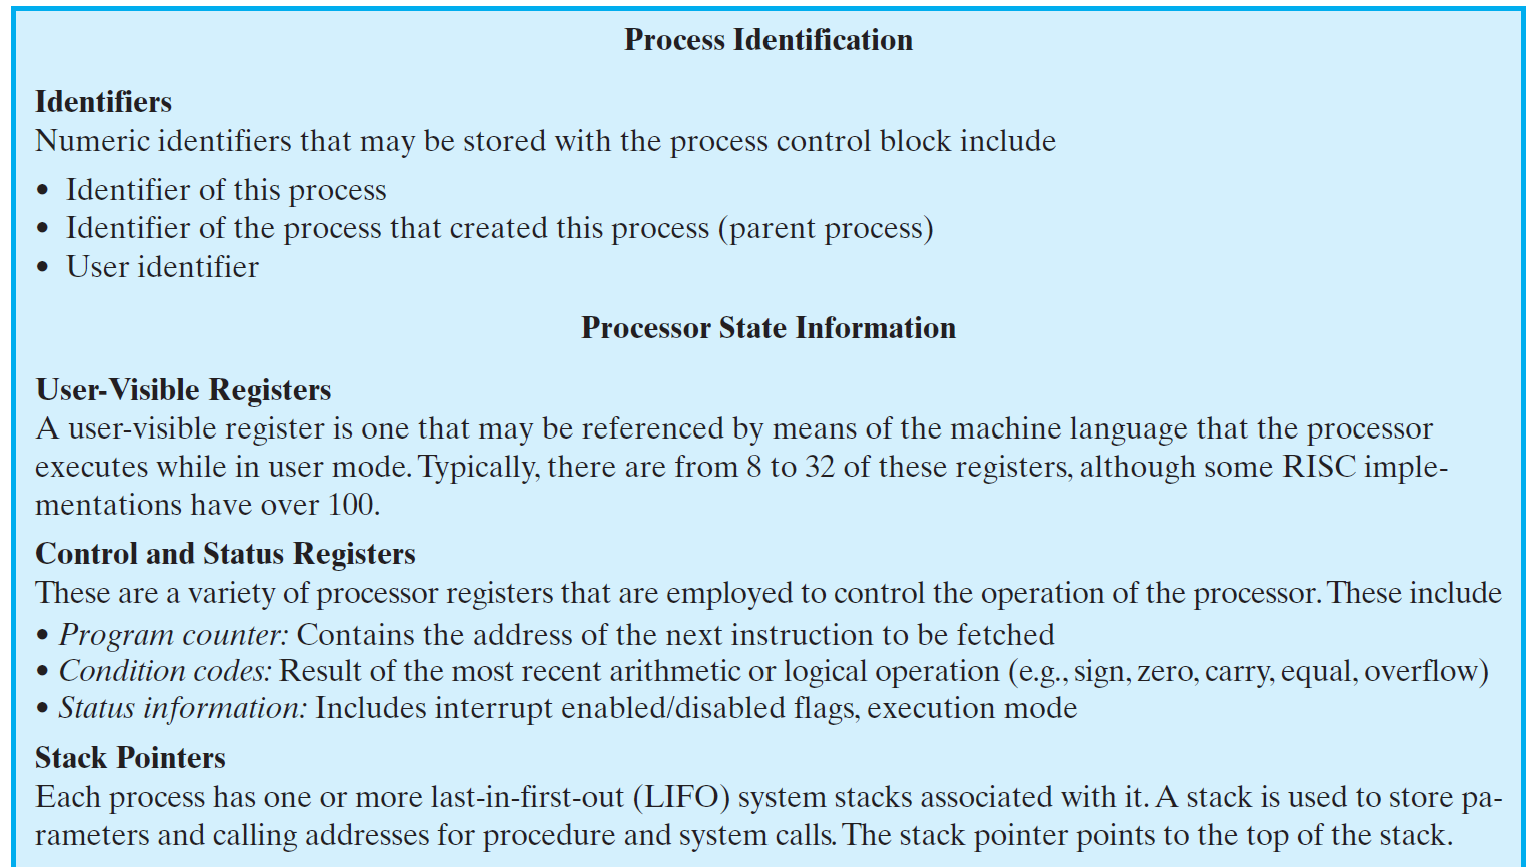 Process Identification
Identifiers
Numeric identifiers that may be stored with the process control block include
• Identifier of this process
• Identifier of the process that created this process (parent process)
• User identifier
Processor State Information
User-Visible Registers
A user-visible register is one that may be referenced by means of the machine language that the processor
executes while in user mode. Typically, there are from 8 to 32 of these registers, although some RISC imple-
mentations have over 100.
Control and Status Registers
These are a variety of processor registers that are employed to control the operation of the processor. These include
• Program counter: Contains the address of the next instruction to be fetched
• Condition codes: Result of the most recent arithmetic or logical operation (e.g., sign, zero, carry, equal, overflow)
• Status information: Includes interrupt enabled/disabled flags, execution mode
Stack Pointers
Each process has one or more last-in-first-out (LIFO) system stacks associated with it. A stack is used to store pa-
rameters and calling addresses for procedure and system calls. The stack pointer points to the top of the stack.